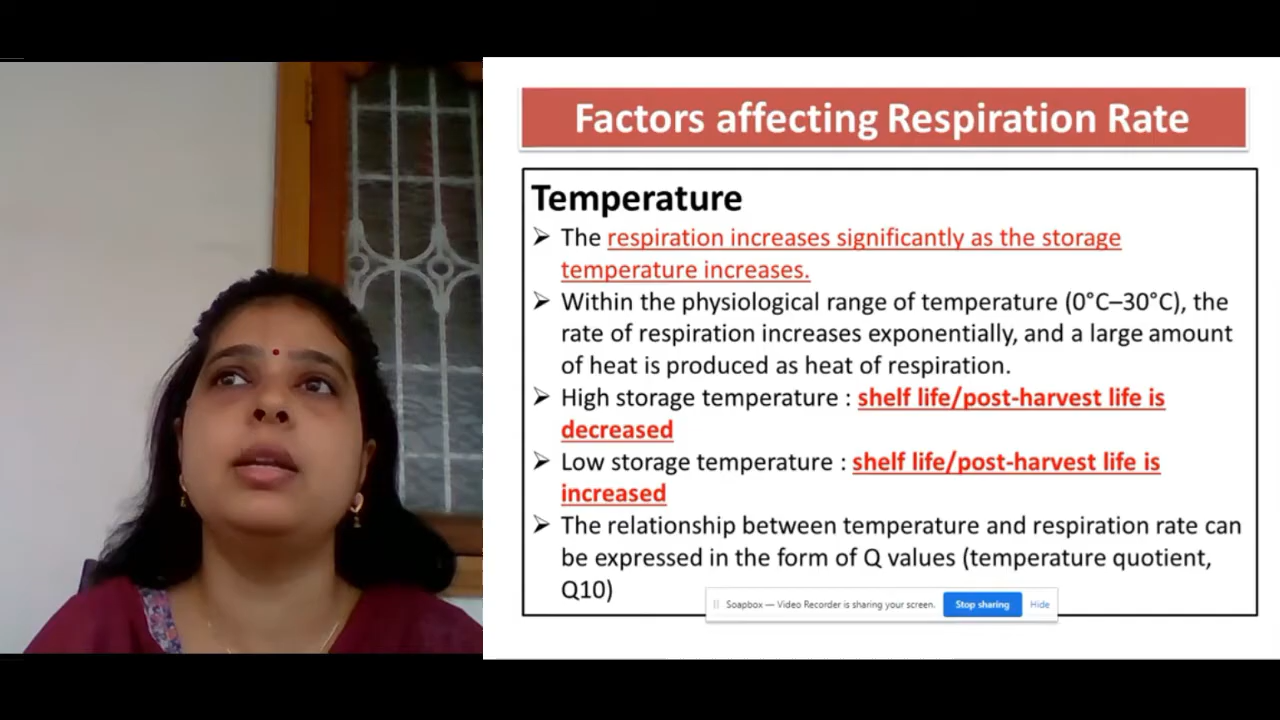 Factors affecting Respiration Rate
Temperature
➢ The respiration increases significantly as the storage
temperature increases.
➢ Within the physiological range of temperature (0°C–30°C), the
rate of respiration increases exponentially, and a large amount
of heat is produced as heat of respiration.
➢ High storage temperature : shelf life/post-harvest life is
decreased
➢ Low storage temperature : shelf life/post-harvest life is
increased
➢ The relationship between temperature and respiration rate can
be expressed in the form of Q values (temperature quotient,
Q10)
Soapbox — Video Recorder is sharing your screen. Stop sharing Hide